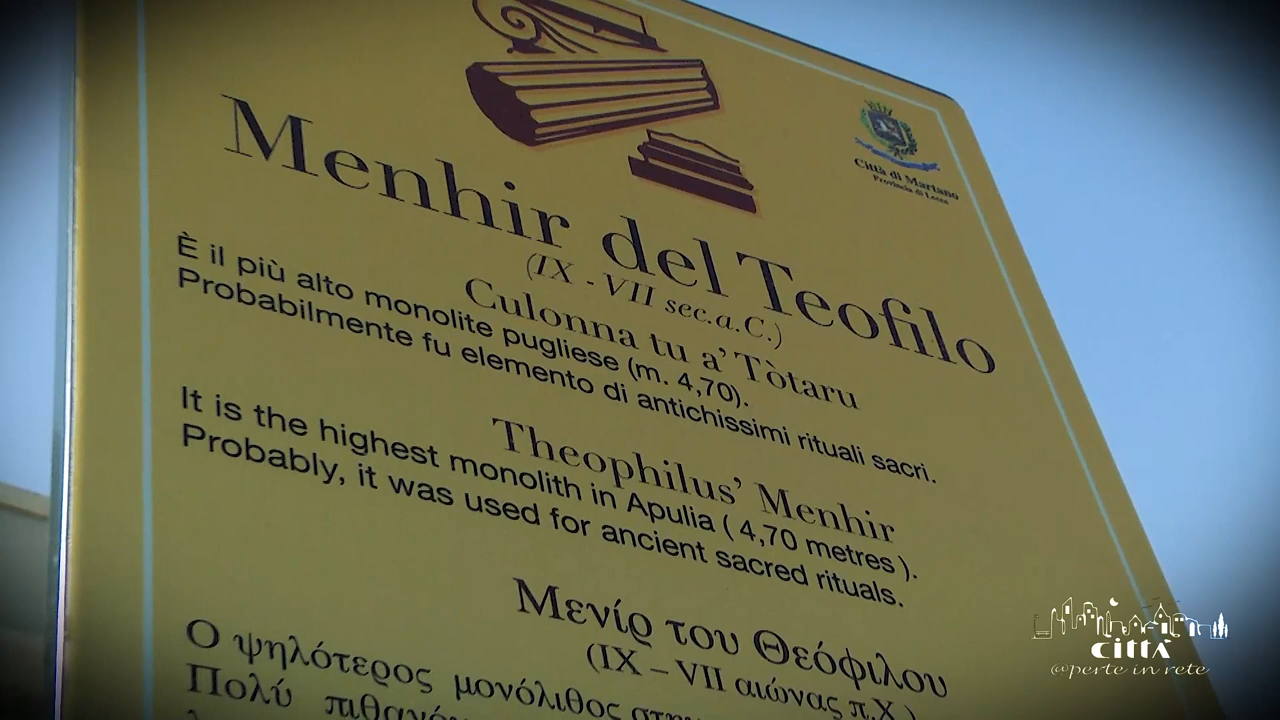 Città di Martano
Provincia di Lecce
Menhir del Teofilo
(IX - VII sec.a.C.)
Culonna tu a' Tòtaru
È il più alto monolite pugliese (m. 4,70).
Probabilmente fu elemento di antichissimi rituali sacri.
Theophilus' Menhir
It is the highest monolith in Apulia ( 4,70 metres ).
Probably, it was used for ancient sacred rituals.
Μενίρ του Θεόφιλου
(IX – VII αιώνας π.Χ.)
Ο ψηλότερος μονόλιθος
Πολύ
città
@perte in rete